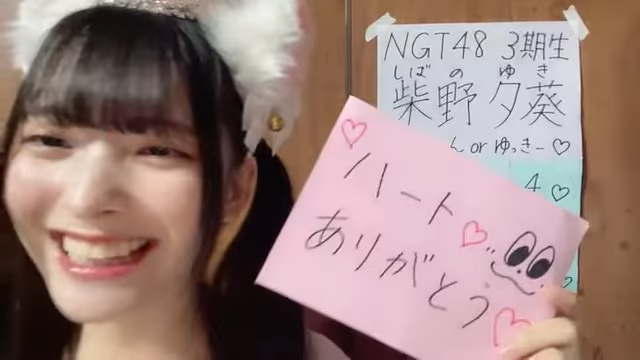 NGT48 3期生
しば の ゆ き
柴野 夕葵
ん or ゆっきー♡
4 ♡
ハート
ありがとう